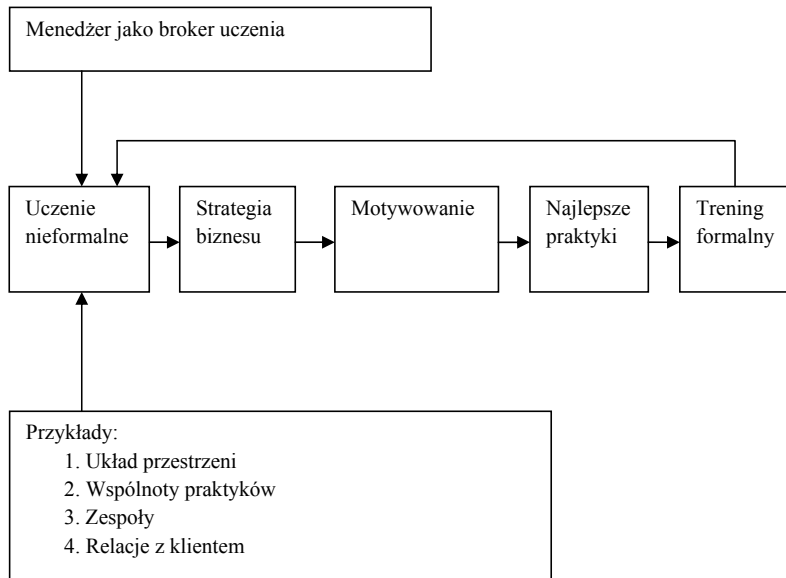 Menedżer jako broker uczenia
Uczenie
nieformalne
Strategia
biznesu
Motywowanie
Najlepsze
praktyki
Trening
formalny
Przykłady:
1. Układ przestrzeni
2. Wspólnoty praktyków
3. Zespoły
4. Relacje z klientem